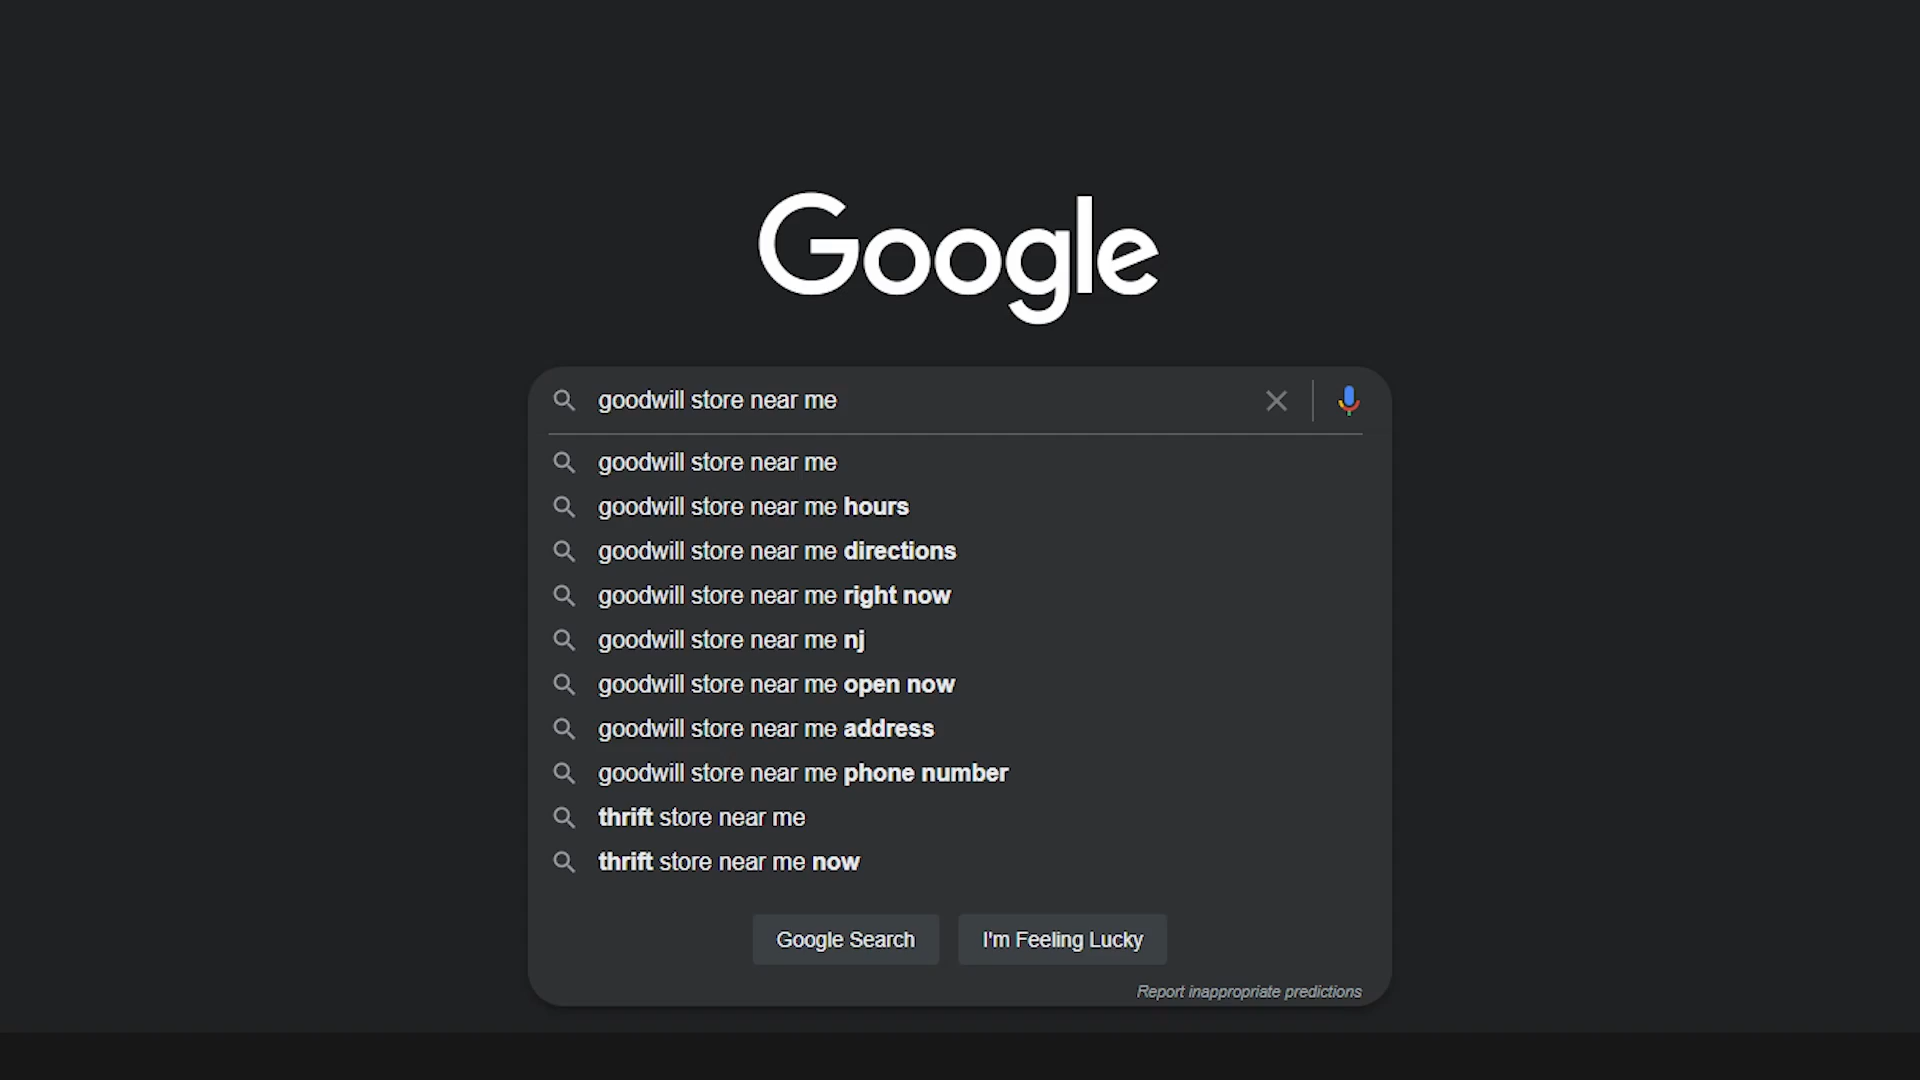 Google
goodwill store near me
goodwill store near me
goodwill store near me hours
goodwill store near me directions
goodwill store near me right now
goodwill store near me nj
goodwill store near me open now
goodwill store near me address
goodwill store near me phone number
thrift store near me
thrift store near me now
Google Search
I'm Feeling Lucky
Report inappropriate predictions